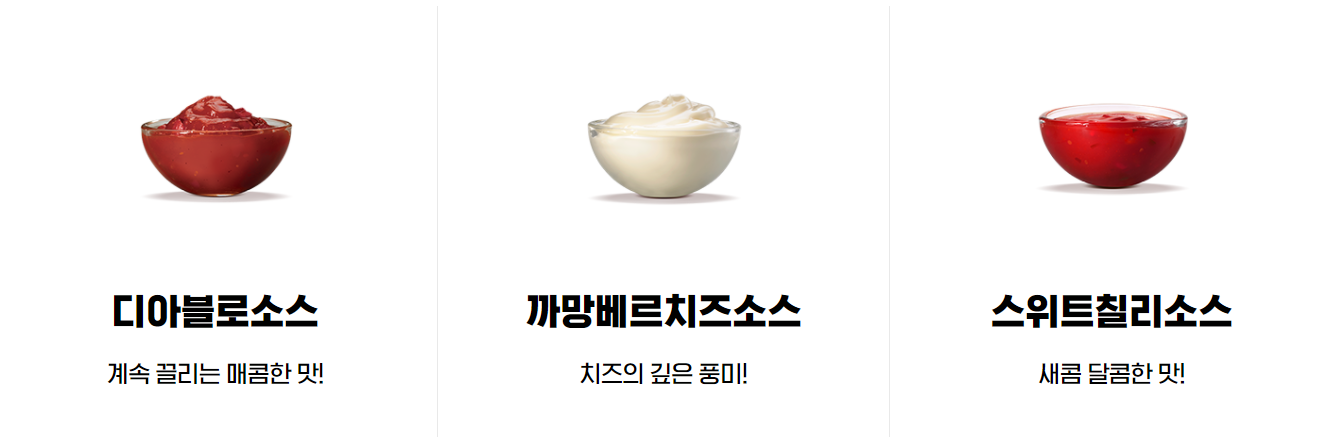 디아블로소스
계속 끌리는 매콤한 맛!
까망베르치즈소스
치즈의 깊은 풍미!
스위트칠리소스
새콤 달콤한 맛!